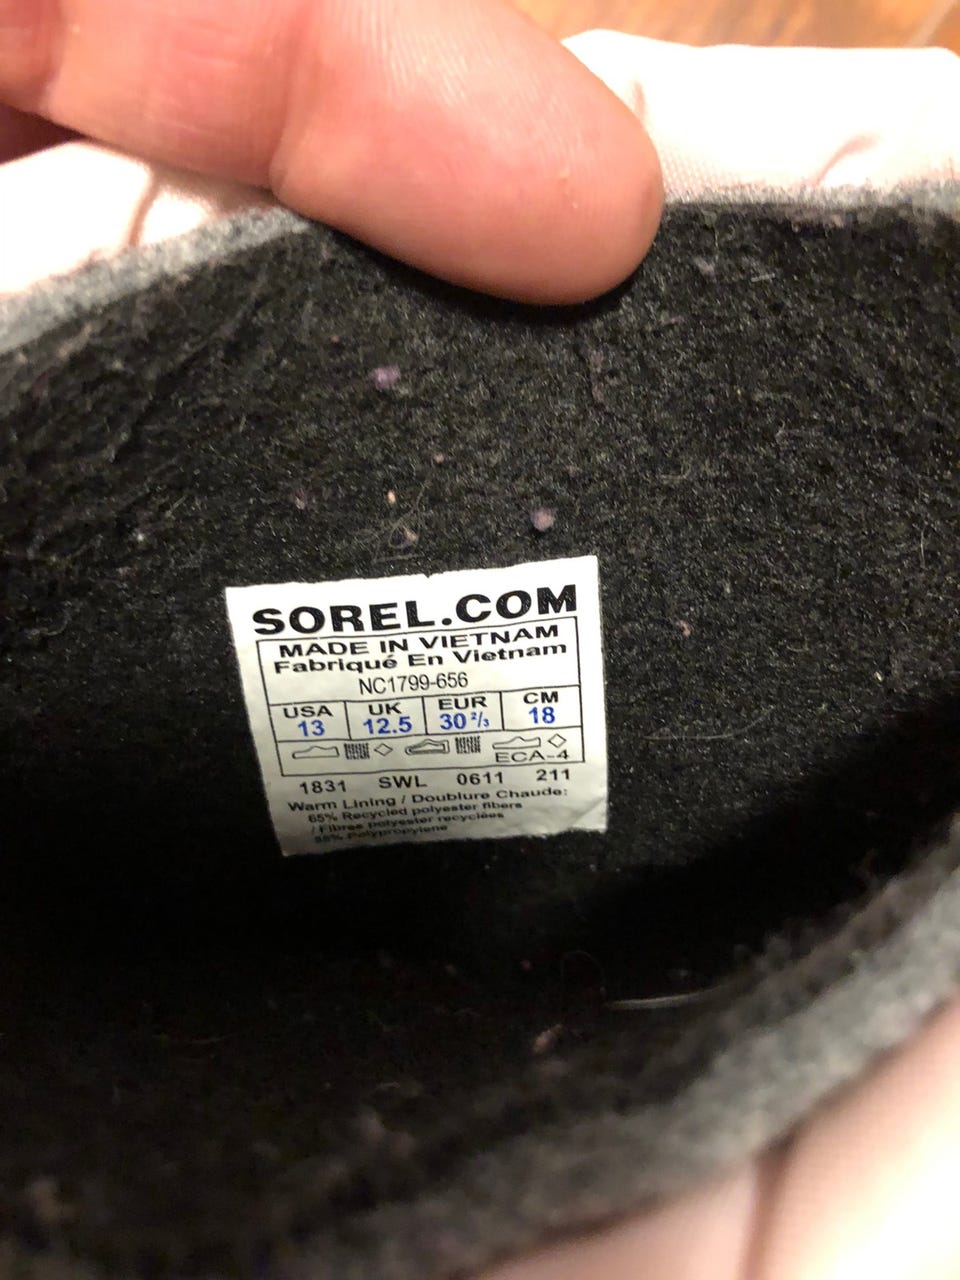 SOREL.COM
MADE IN VIETNAM
Fabriqué En Vietnam
NC1799-656
USA UK EUR CM
13 12.5 30 2/3 18
ECA-4
1831 SWL 0611 211
Warm Lining / Doublure Chaude:
65% Recycled polyester fibers
/ Fibres polyester recyclées
Polypropylene